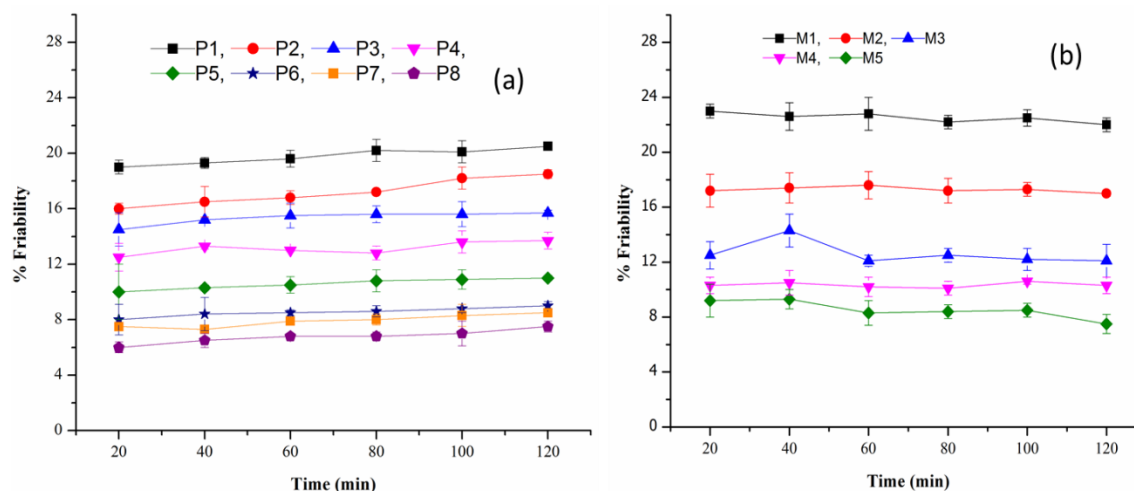 P1, P2, P3, P4,
P5, P6, P7, P8
(a)
% Friability
28
24
20
16
12
8
4
0
20 40 60 80 100 120
Time (min)
M1, M2, M3
M4, M5
(b)
% Friability
28
24
20
16
12
8
4
0
20 40 60 80 100 120
Time (min)